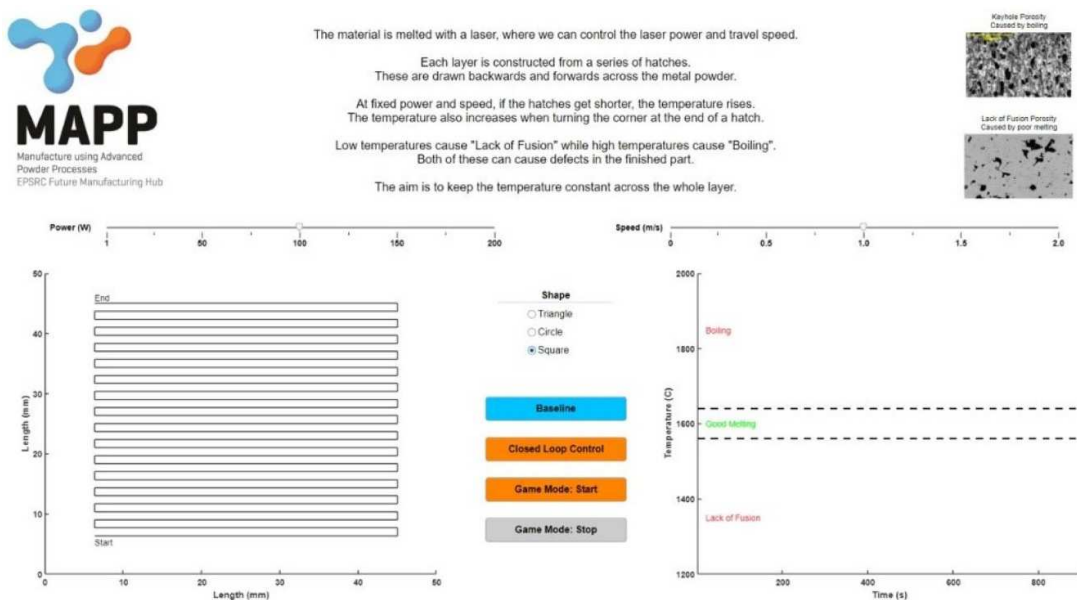 MAPP
Manufacture using Advanced
Powder Processes
EPSRC Future Manufacturing Hub
The material is melted with a laser, where we can control the laser power and travel speed.
Each layer is constructed from a series of hatches.
These are drawn backwards and forwards across the metal powder.
At fixed power and speed, if the hatches get shorter, the temperature rises.
The temperature also increases when turning the corner at the end of a hatch.
Low temperatures cause "Lack of Fusion" while high temperatures cause "Boiling".
Both of these can cause defects in the finished part.
The aim is to keep the temperature constant across the whole layer.
Keyhole Porosity
Caused by boiling
Lack of Fusion Porosity
Caused by poor melting
Power (W)
1 50 100 150 200
Speed (m/s)
0 0.5 1.0 1.5 2.0
50
40
30
20
10
0
Length (mm)
End
Start
0 10 20 30 40 50
Length (mm)
Shape
Triangle
Circle
Square
Baseline
Closed Loop Control
Game Mode: Start
Game Mode: Stop
2000
1800
1600
1400
1200
Temperature (C)
Boiling
Good Melting
Lack of Fusion
200 400 600 800
Time (s)